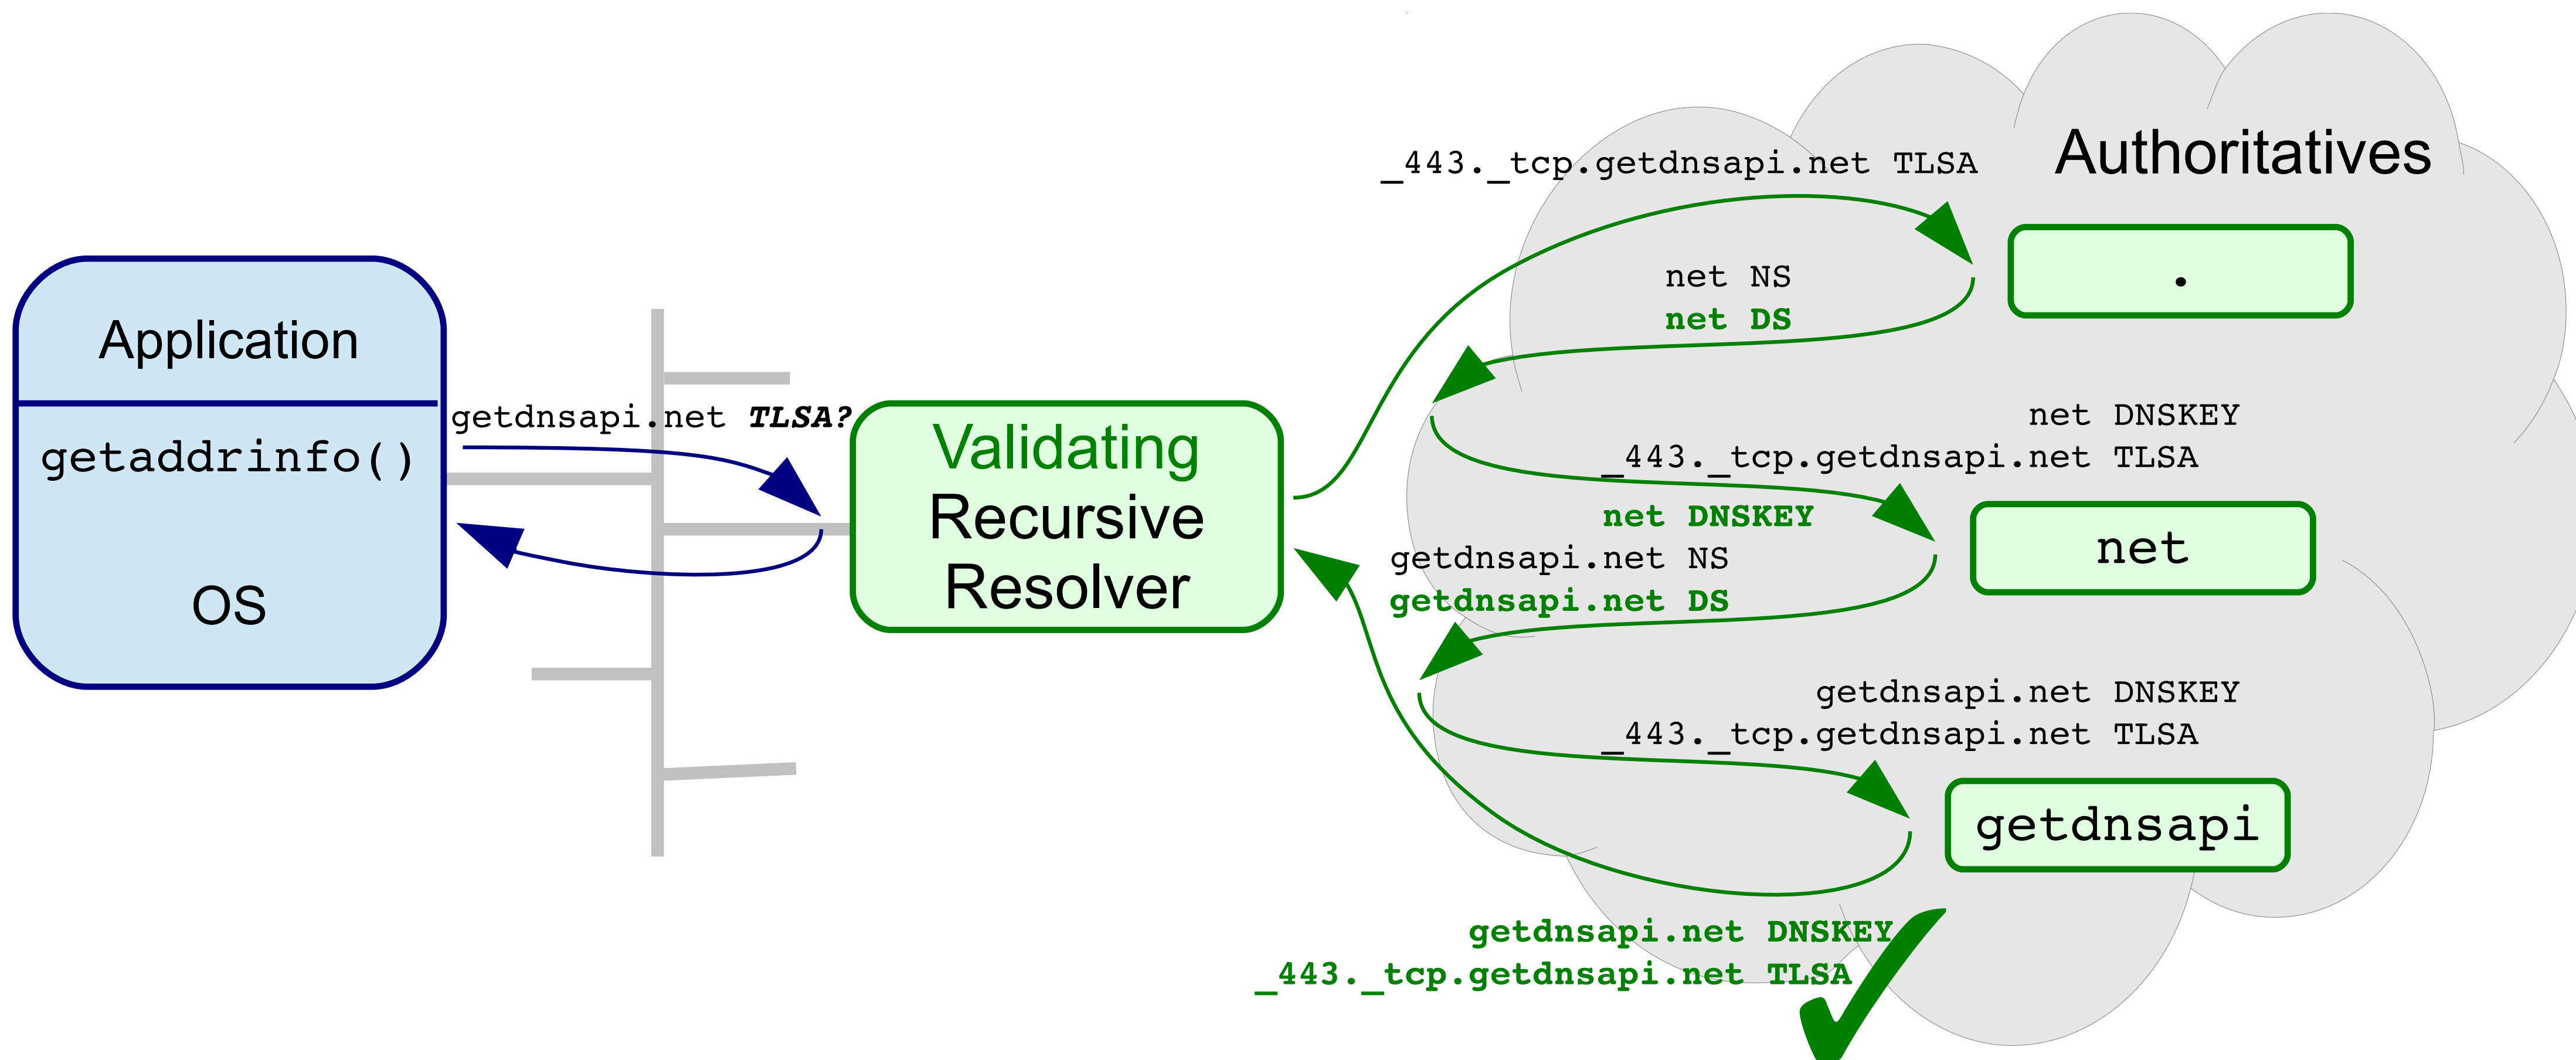 Application
getaddrinfo()
OS
getdnsapi.net TLSA?
Validating
Recursive
Resolver
Authoritatives
_443._tcp.getdnsapi.net TLSA
.
net NS
net DS
net DNSKEY
_443._tcp.getdnsapi.net TLSA
net
net DNSKEY
getdnsapi.net NS
getdnsapi.net DS
getdnsapi.net DNSKEY
_443._tcp.getdnsapi.net TLSA
getdnsapi
getdnsapi.net DNSKEY
_443._tcp.getdnsapi.net TLSA